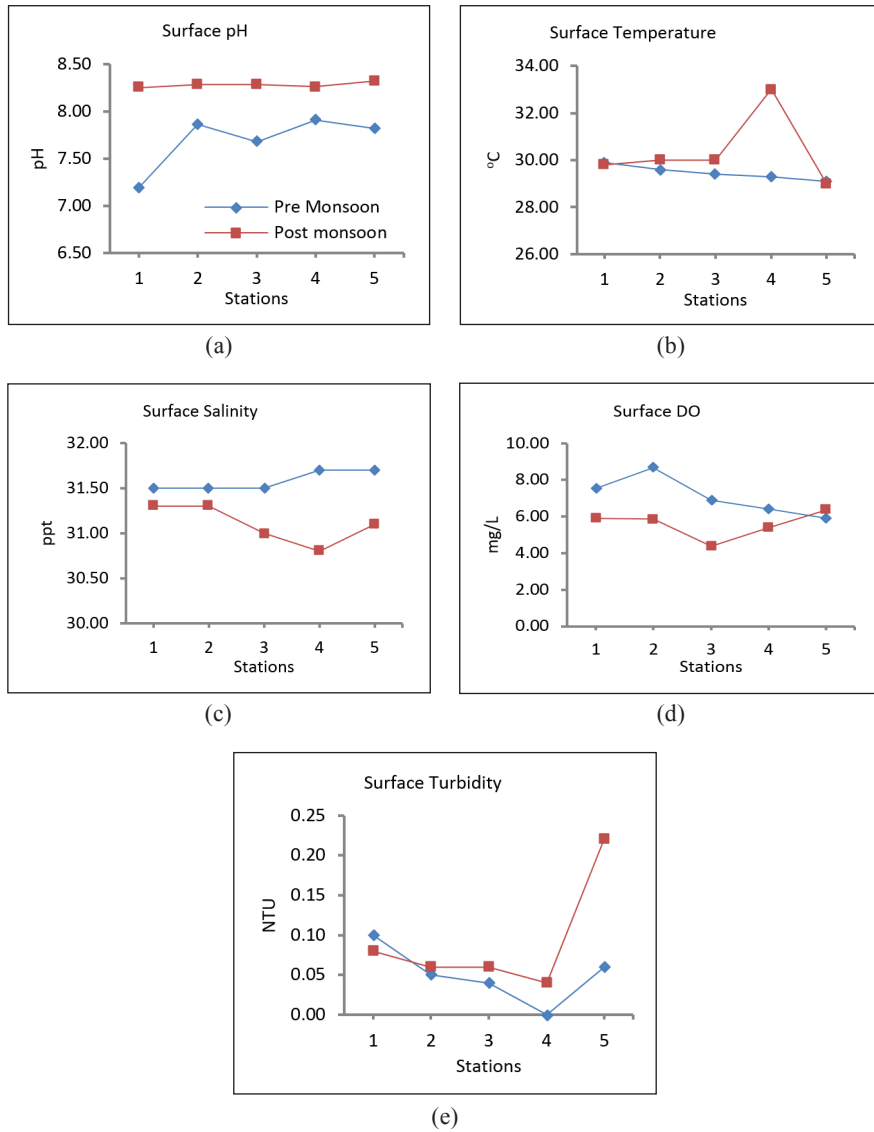 Surface pH
8.50
8.00
7.50
7.00
6.50
pH
Pre Monsoon
Post monsoon
1 2 3 4 5
Stations
(a)
Surface Temperature
34.00
32.00
30.00
28.00
26.00
°C
1 2 3 4 5
Stations
(b)
Surface Salinity
32.00
31.50
31.00
30.50
30.00
ppt
1 2 3 4 5
Stations
(c)
Surface DO
10.00
8.00
6.00
4.00
2.00
0.00
mg/L
1 2 3 4 5
Stations
(d)
Surface Turbidity
0.25
0.20
0.15
0.10
0.05
0.00
NTU
1 2 3 4 5
Stations
(e)